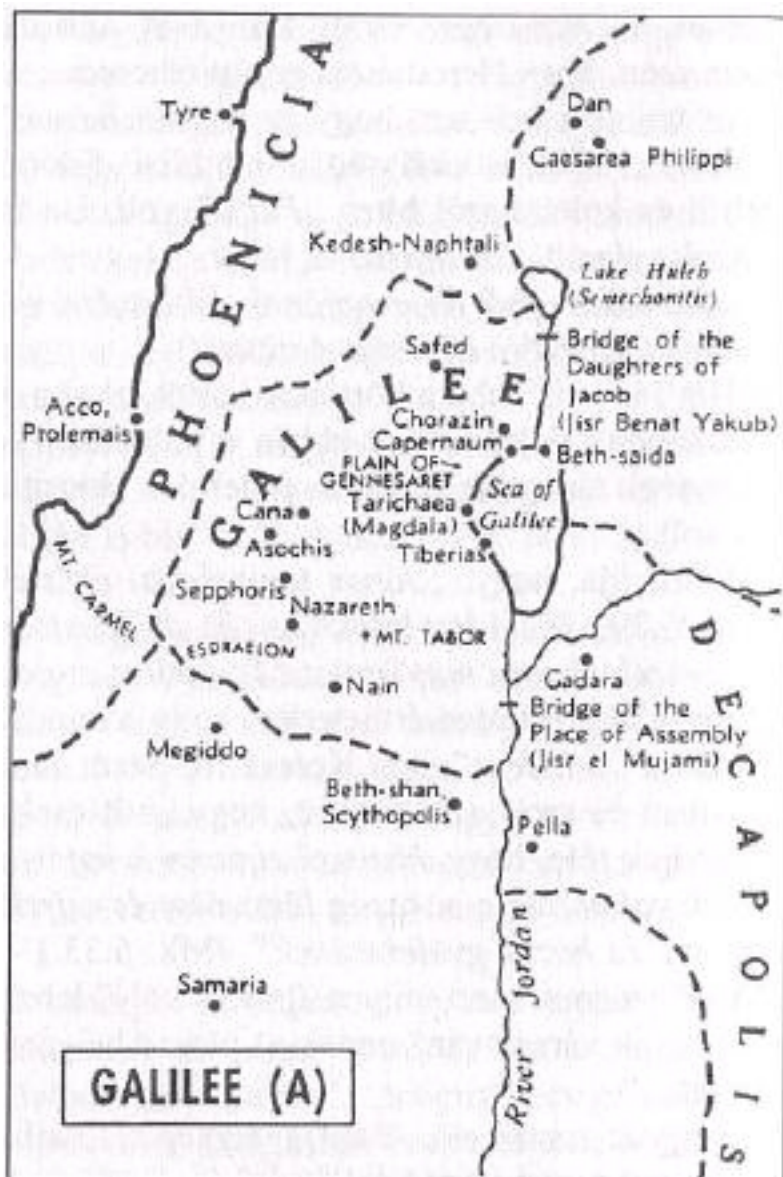 PHOENICIA
Tyre
Dan
Caesarea Philippi
Kedesh-Naphtali
Lake Huleh
(Semechonitis)
GALILEE
Safed
Bridge of the
Daughters of
Jacob
(Jisr Benat Yakub)
Acco,
Ptolemais
Chorazin
Capernaum
Beth-saida
PLAIN OF
GENNESARET
Sea of
Galilee
Tarichaea
(Magdala)
Cana
Asochis
Tiberias
MT. CARMEL
Sepphoris
Nazareth
MT. TABOR
ESDRAELON
DECAPOLIS
Nain
Gadara
Bridge of the
Place of Assembly
(Jisr el Mujami)
Megiddo
Beth-shan,
Scythopolis
Pella
River Jordan
Samaria
GALILEE (A)